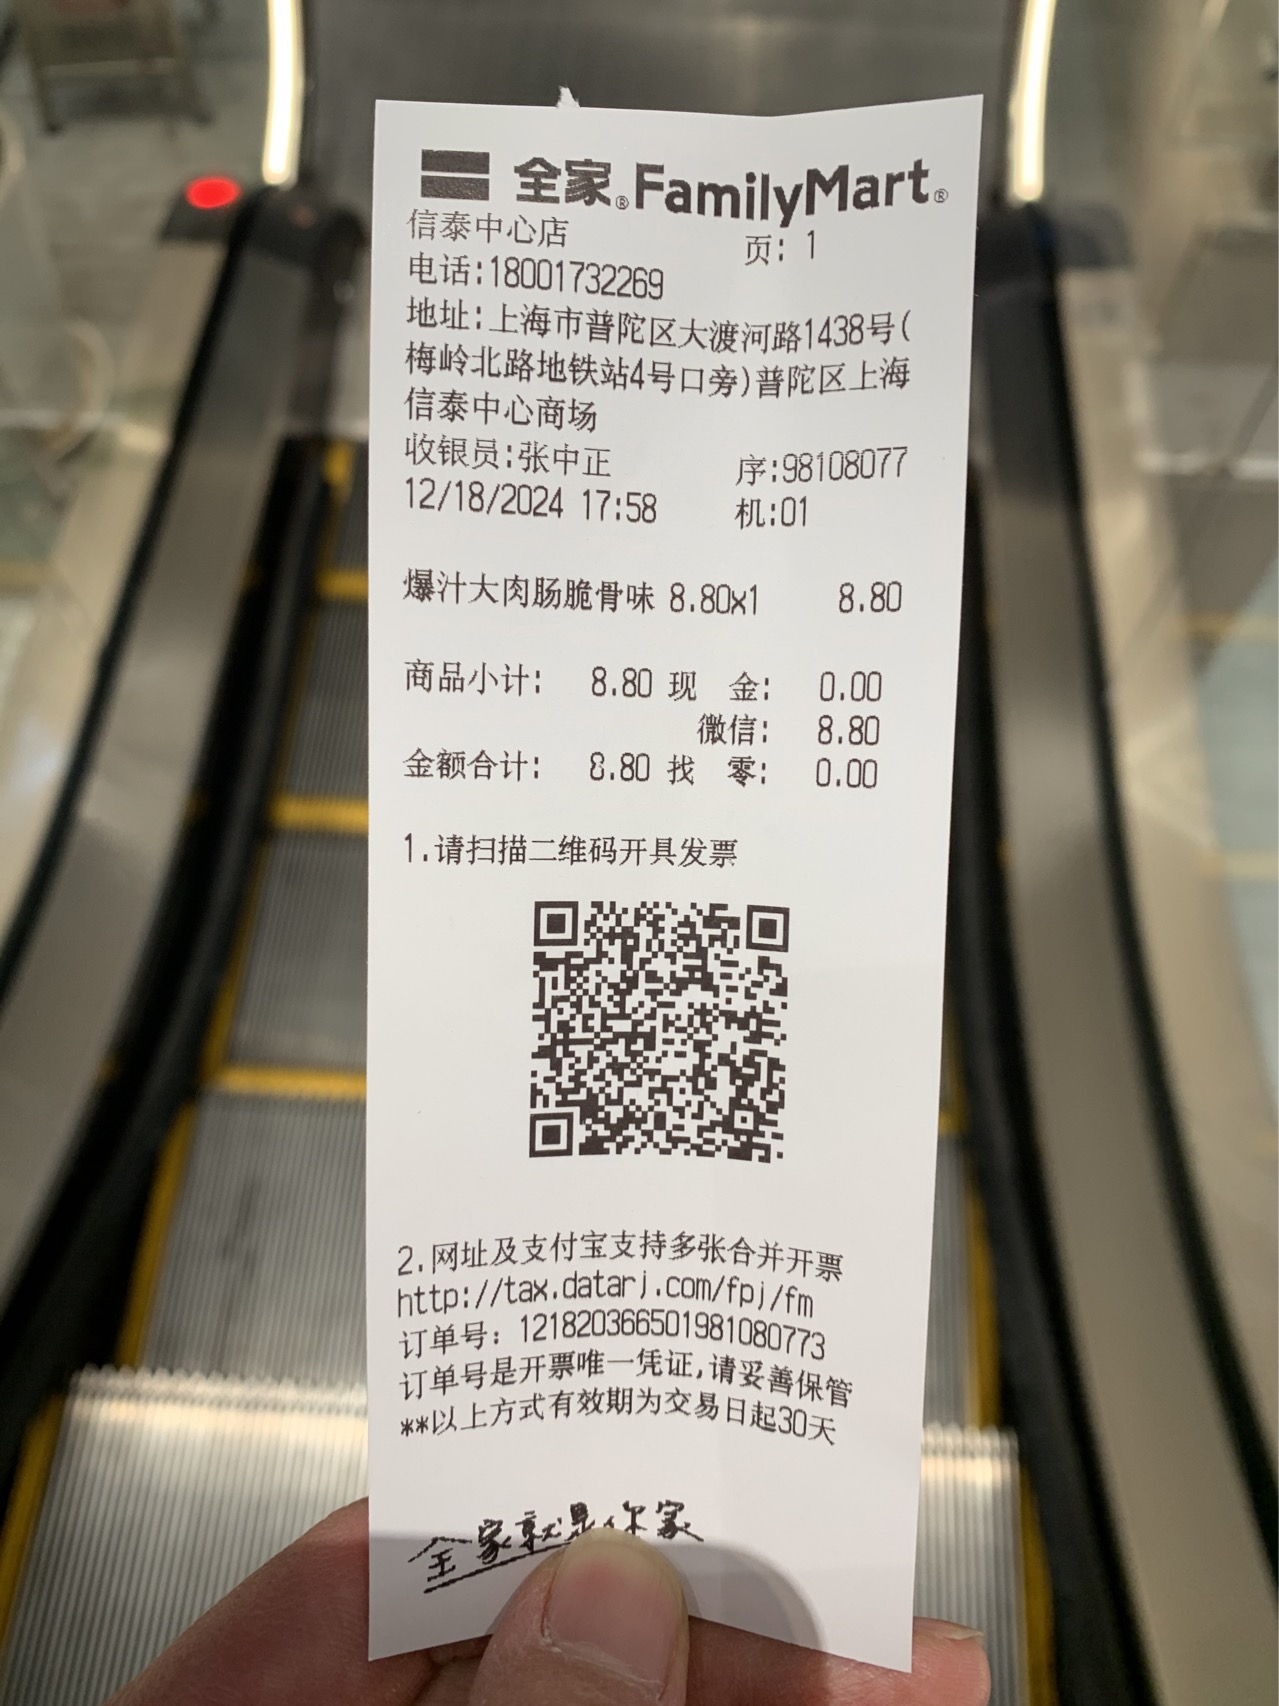 全家®FamilyMart®
信泰中心店 页: 1
电话:18001732269
地址:上海市普陀区大渡河路1438号(
梅岭北路地铁站4号口旁)普陀区上海
信泰中心商场
收银员:张中正 序:98108077
12/18/2024 17:58 机:01
爆汁大肉肠脆骨味 8.80x1 8.80
商品小计: 8.80 现 金: 0.00
微信: 8.80
金额合计: 8.80 找 零: 0.00
1.请扫描二维码开具发票
2.网址及支付宝支持多张合并开票
http://tax.datarj.com/fpj/fm
订单号: 121820366501981080773
订单号是开票唯一凭证,请妥善保管
**以上方式有效期为交易日起30天
全家就是你家